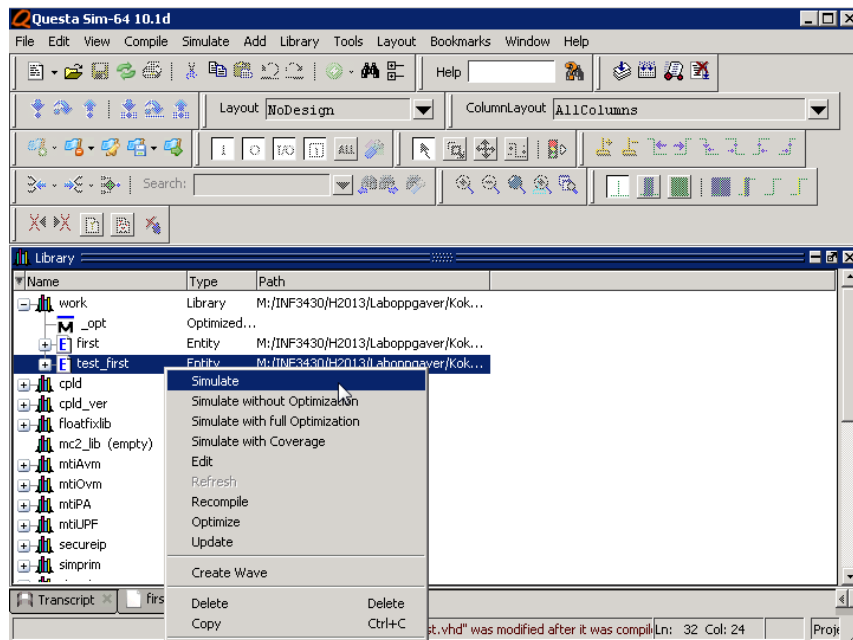 Questa Sim-64 10.1d
File Edit View Compile Simulate Add Library Tools Layout Bookmarks Window Help
Help
Layout NoDesign ColumnLayout AllColumns
1 I/O ALL
Search:
Library
Name Type Path
work Library M:/INF3430/H2013/Laboppgaver/Kok...
M _opt Optimized...
E first Entity M:/INF3430/H2013/Laboppgaver/Kok...
E test_first Entity M:/INF3430/H2013/Laboppgaver/Kok...
cpld
Simulate
cpld_ver
Simulate without Optimization
floatfixlib
Simulate with full Optimization
mc2_lib (empty)
Simulate with Coverage
mtiAvm
Edit
mtiOvm
Refresh
mtiPA
Recompile
mtiUPF
Optimize
secureip
Update
simprim
Create Wave
Transcript firs
Delete Delete
Copy Ctrl+C
st.vhd" was modified after it was compil Ln: 32 Col: 24 Proje